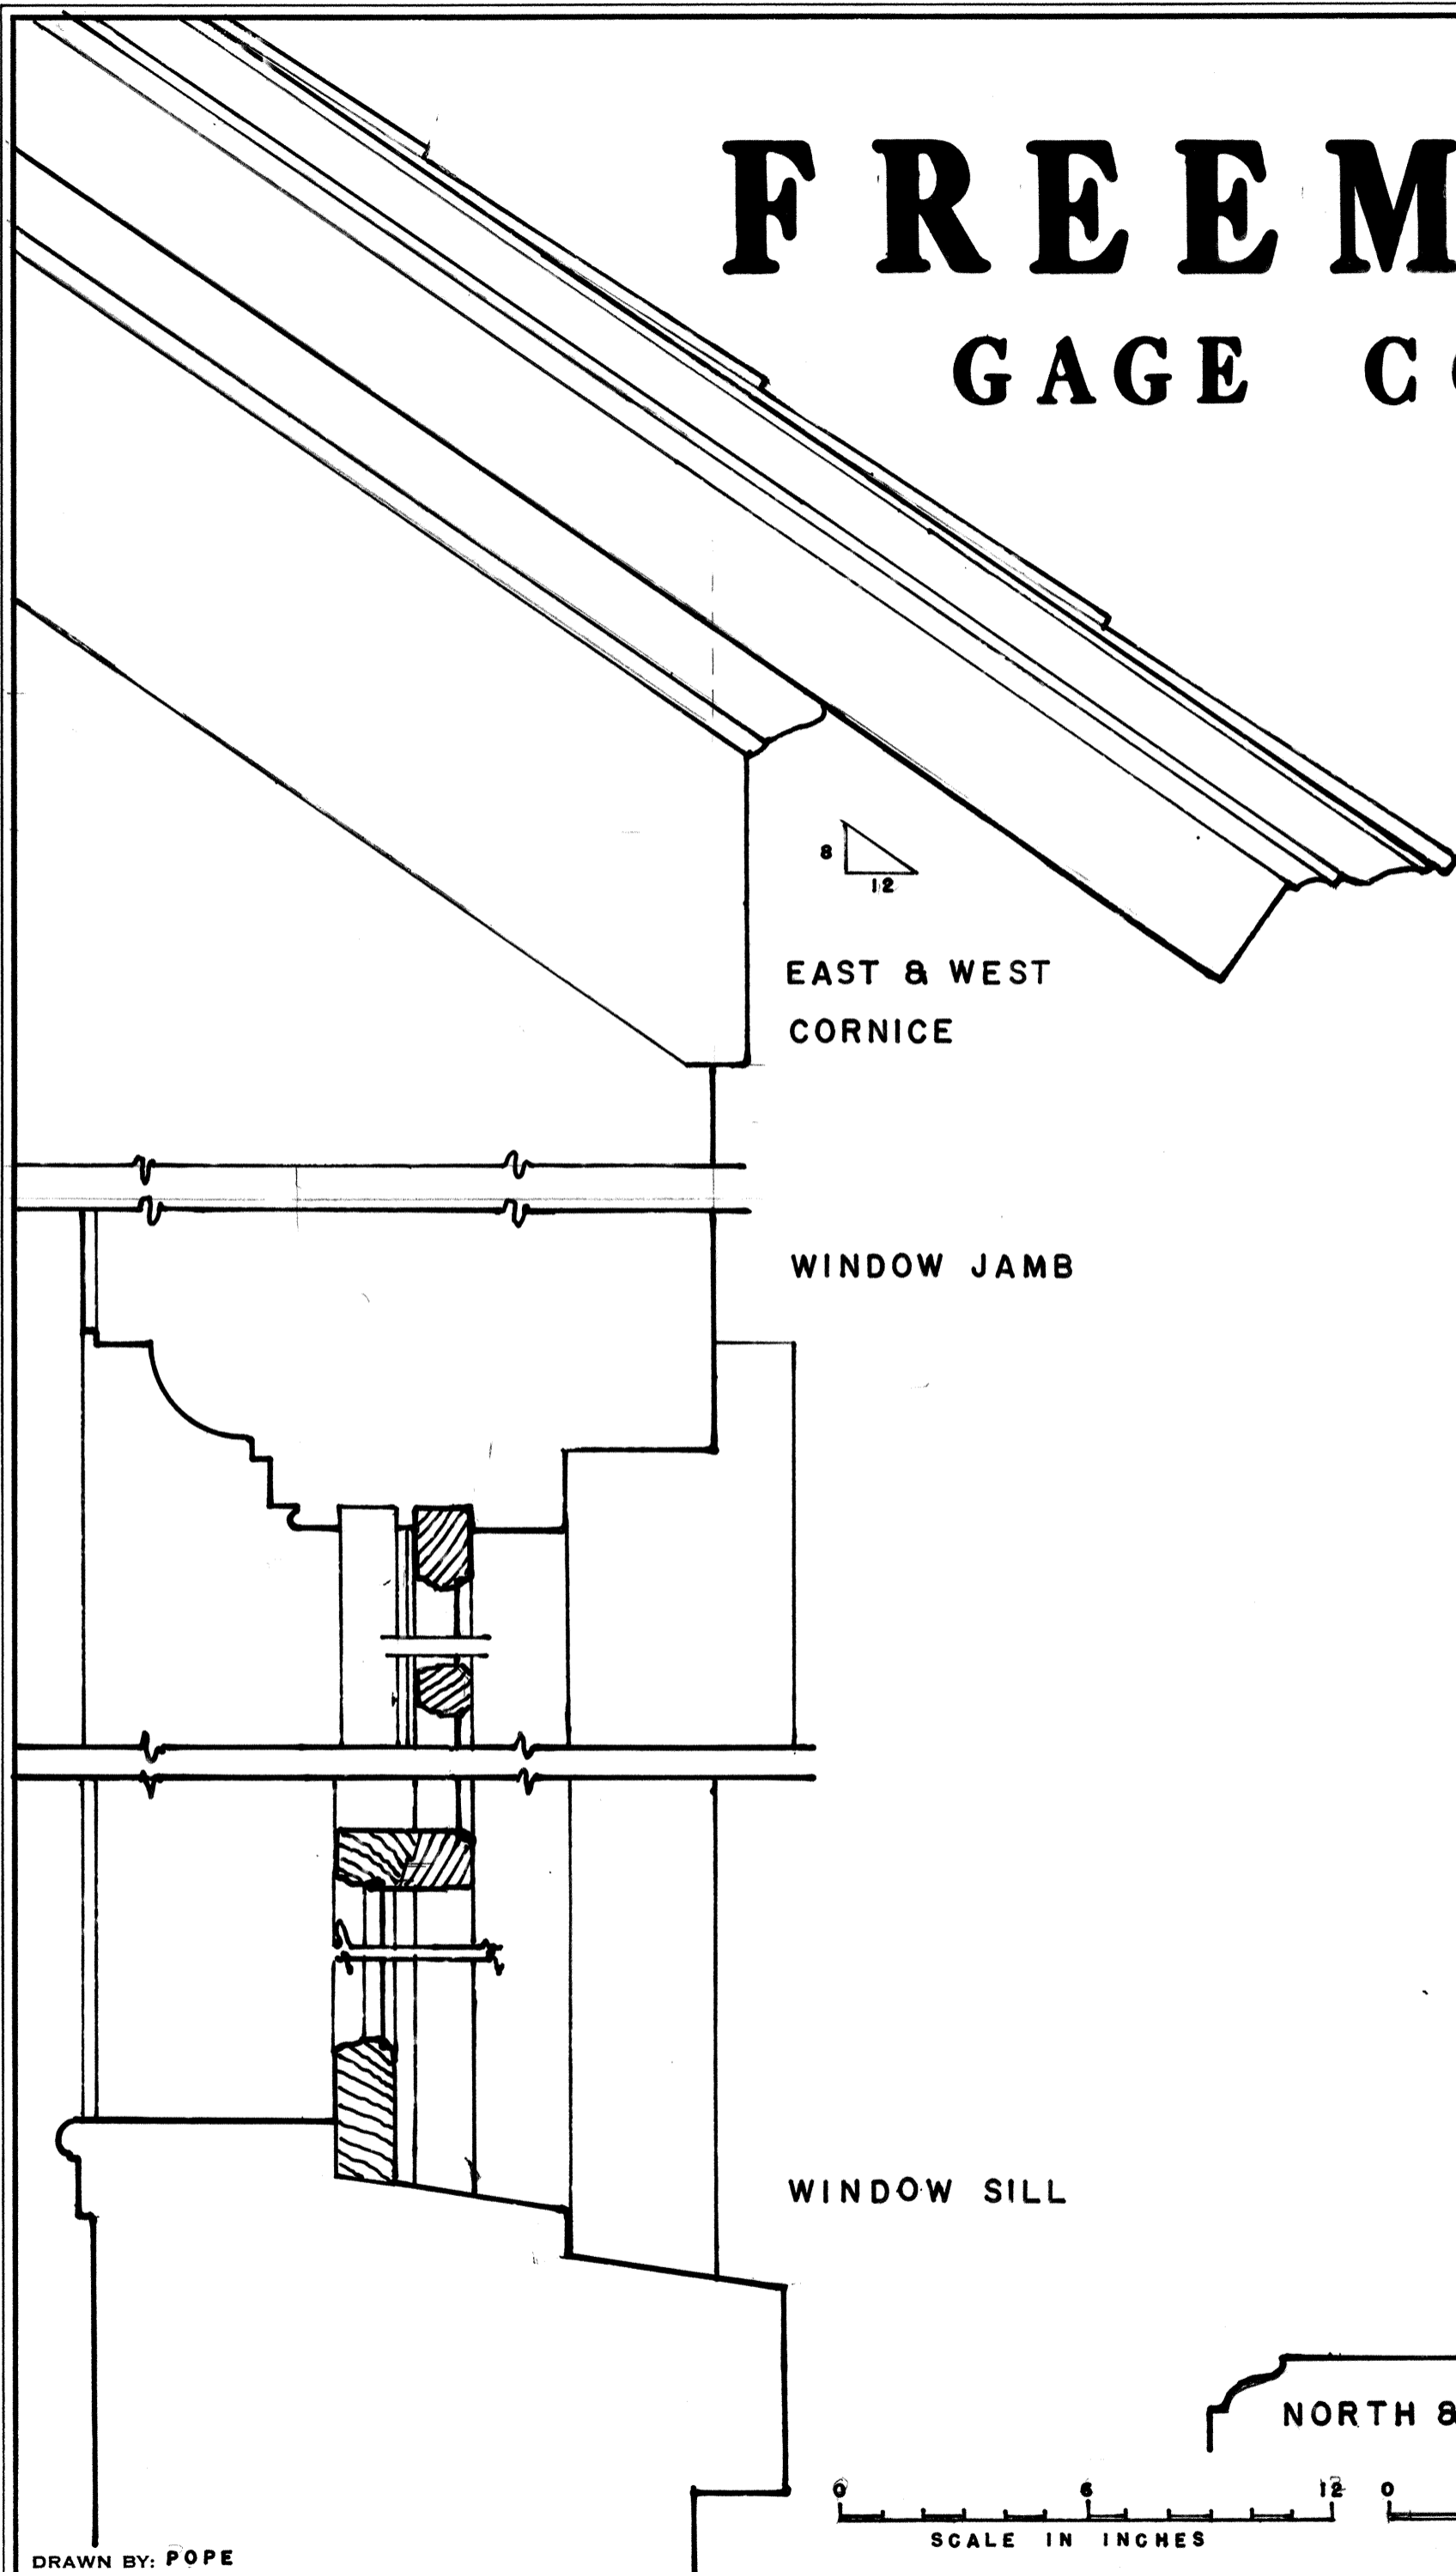 FREEM
GAGE CO
8
12
EAST & WEST
CORNICE
WINDOW JAMB
WINDOW SILL
NORTH &
0 6 12 0
SCALE IN INCHES
DRAWN BY: POPE